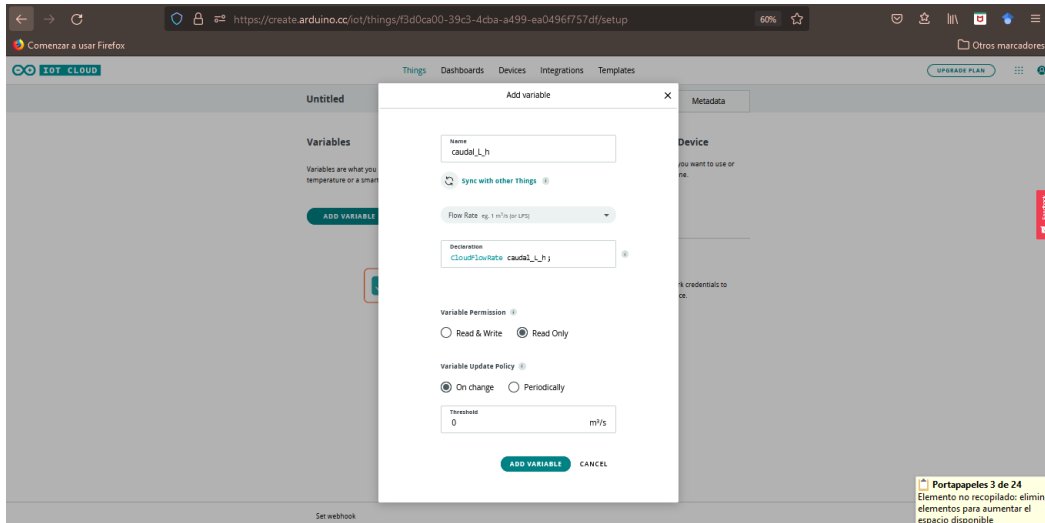 https://create.arduino.cc/iot/things/f3d0ca00-39c3-4cba-a499-ea0496f757df/setup
60%
Comenzar a usar Firefox
Otros marcadores
IOT CLOUD
Things Dashboards Devices Integrations Templates
UPGRADE PLAN
Untitled
Add variable
Metadata
Variables
Device
Name
caudal_L_h
Variables are what you
temperature or a smart
you want to use or
ne.
Sync with other Things
ADD VARIABLE
Flow Rate eg. 1 m³/s (or LPS)
Declaration
CloudFlowRate caudal_L_h;
rk credentials to
ce.
Variable Permission
Read & Write Read Only
Variable Update Policy
On change Periodically
Threshold
0 m³/s
ADD VARIABLE CANCEL
Set webhook
Portapapeles 3 de 24
Elemento no recopilado: elimin
elementos para aumentar el
espacio disponible